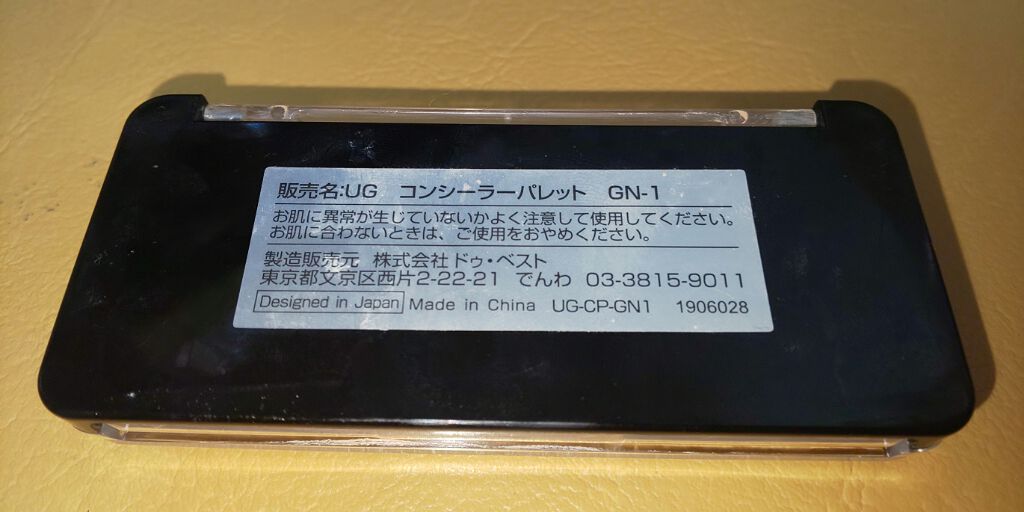 販売名:UG コンシーラーパレット GN-1
お肌に異常が生じていないかよく注意して使用してください。
お肌に合わないときは、ご使用をおやめください。
製造販売元 株式会社 ドゥ・ベスト
東京都文京区西片2-22-21 でんわ 03-3815-9011
Designed in Japan Made in China UG-CP-GN1 1906028